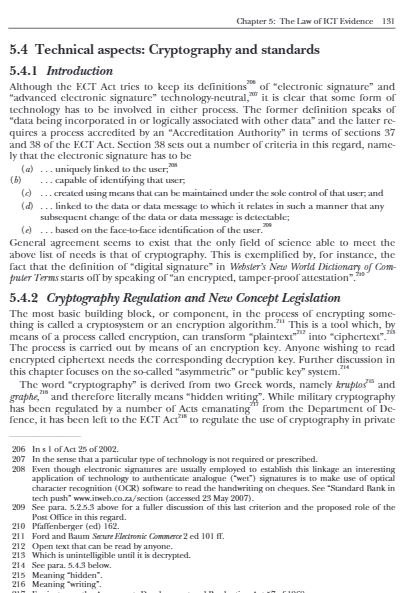 Chapter 5: The Law of ICT Evidence 131
5.4 Technical aspects: Cryptography and standards
5.4.1 Introduction
Although the ECT Act tries to keep its definitions206 of "electronic signature" and
"advanced electronic signature" technology-neutral,207 it is clear that some form of
technology has to be involved in either process. The former definition speaks of
"data being incorporated in or logically associated with other data" and the latter re-
quires a process accredited by an "Accreditation Authority" in terms of sections 37
and 38 of the ECT Act. Section 38 sets out a number of criteria in this regard, name-
ly that the electronic signature has to be
(a) . . . uniquely linked to the user;208
(b) . . . capable of identifying that user;
(c) . . . created using means that can be maintained under the sole control of that user; and
(d) . . . linked to the data or data message to which it relates in such a manner that any
subsequent change of the data or data message is detectable;
(e) . . . based on the face-to-face identification of the user.209
General agreement seems to exist that the only field of science able to meet the
above list of needs is that of cryptography. This is exemplified by, for instance, the
fact that the definition of "digital signature" in Webster's New World Dictionary of Com-
puter Terms starts off by speaking of "an encrypted, tamper-proof attestation".210
5.4.2 Cryptography Regulation and New Concept Legislation
The most basic building block, or component, in the process of encrypting some-
thing is called a cryptosystem or an encryption algorithm.211 This is a tool which, by
means of a process called encryption, can transform "plaintext"212 into "ciphertext".213
The process is carried out by means of an encryption key. Anyone wishing to read
encrypted ciphertext needs the corresponding decryption key. Further discussion in
this chapter focuses on the so-called "asymmetric" or "public key" system.214
The word "cryptography" is derived from two Greek words, namely kruptos215 and
graphe,216 and therefore literally means "hidden writing". While military cryptography
has been regulated by a number of Acts emanating217 from the Department of De-
fence, it has been left to the ECT Act218 to regulate the use of cryptography in private
206 In s 1 of Act 25 of 2002.
207 In the sense that a particular type of technology is not required or prescribed.
208 Even though electronic signatures are usually employed to establish this linkage an interesting
application of technology to authenticate analogue ("wet") signatures is to make use of optical
character recognition (OCR) software to read the handwriting on cheques. See "Standard Bank in
tech push" www.iweb.co.za/section (accessed 23 May 2007).
209 See para. 5.2.5.3 above for a fuller discussion of this last criterion and the proposed role of the
Post Office in this regard.
210 Pfaffenberger (ed) 162.
211 Ford and Baum Secure Electronic Commerce 2 ed 101 ff.
212 Open text that can be read by anyone.
213 Which is unintelligible until it is decrypted.
214 See para. 5.4.3 below.
215 Meaning "hidden".
216 Meaning "writing".